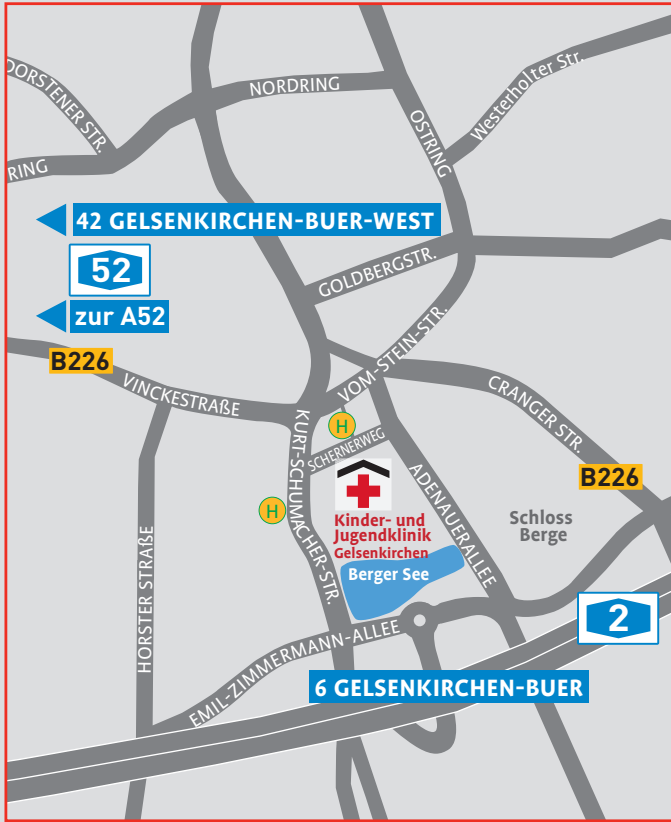 DORSTENER STR.
NORDRING
OSTRING
Westerholter Str.
RING
42 GELSENKIRCHEN-BUER-WEST
52
GOLDBERGSTR.
zur A52
B226
VINCKESTRAßE
VOM-STEIN-STR.
CRANGER STR.
H
KURT-SCHUMACHER-STR.
SCHERNERWEG
ADENAUERALLEE
B226
H
Kinder- und
Jugendklinik
Gelsenkirchen
Schloss
Berge
Berger See
HORSTER STRAßE
2
EMIL-ZIMMERMANN-ALLEE
6 GELSENKIRCHEN-BUER